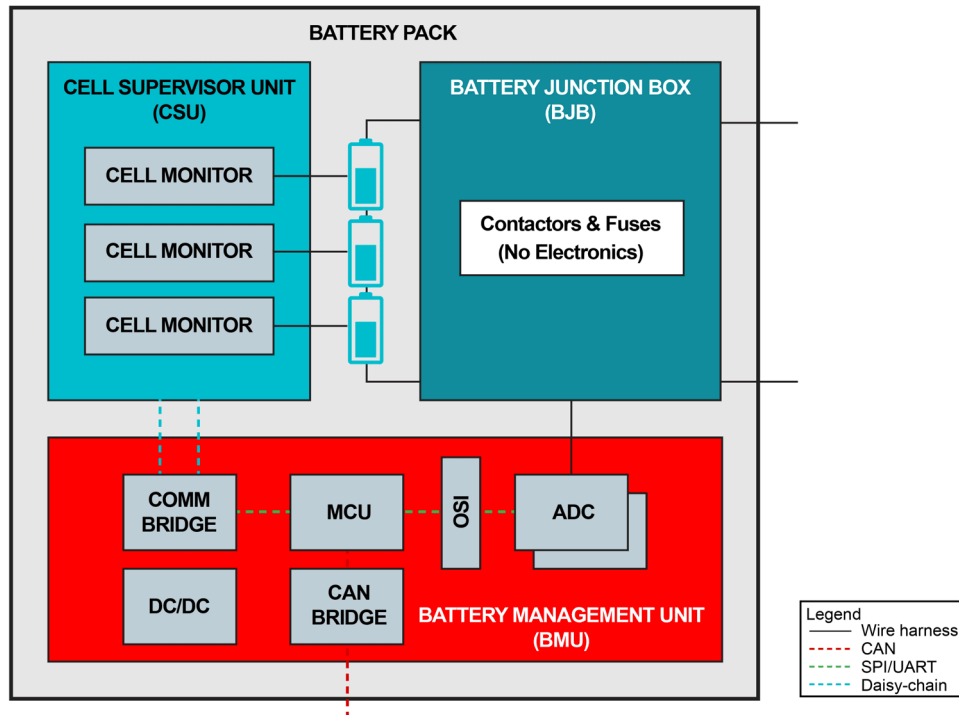 BATTERY PACK
CELL SUPERVISOR UNIT
(CSU)
CELL MONITOR
CELL MONITOR
CELL MONITOR
BATTERY JUNCTION BOX
(BJB)
Contactors & Fuses
(No Electronics)
COMM
BRIDGE
MCU
OSI
ADC
DC/DC
CAN
BRIDGE
BATTERY MANAGEMENT UNIT
(BMU)
Legend
Wire harness
CAN
SPI/UART
Daisy-chain